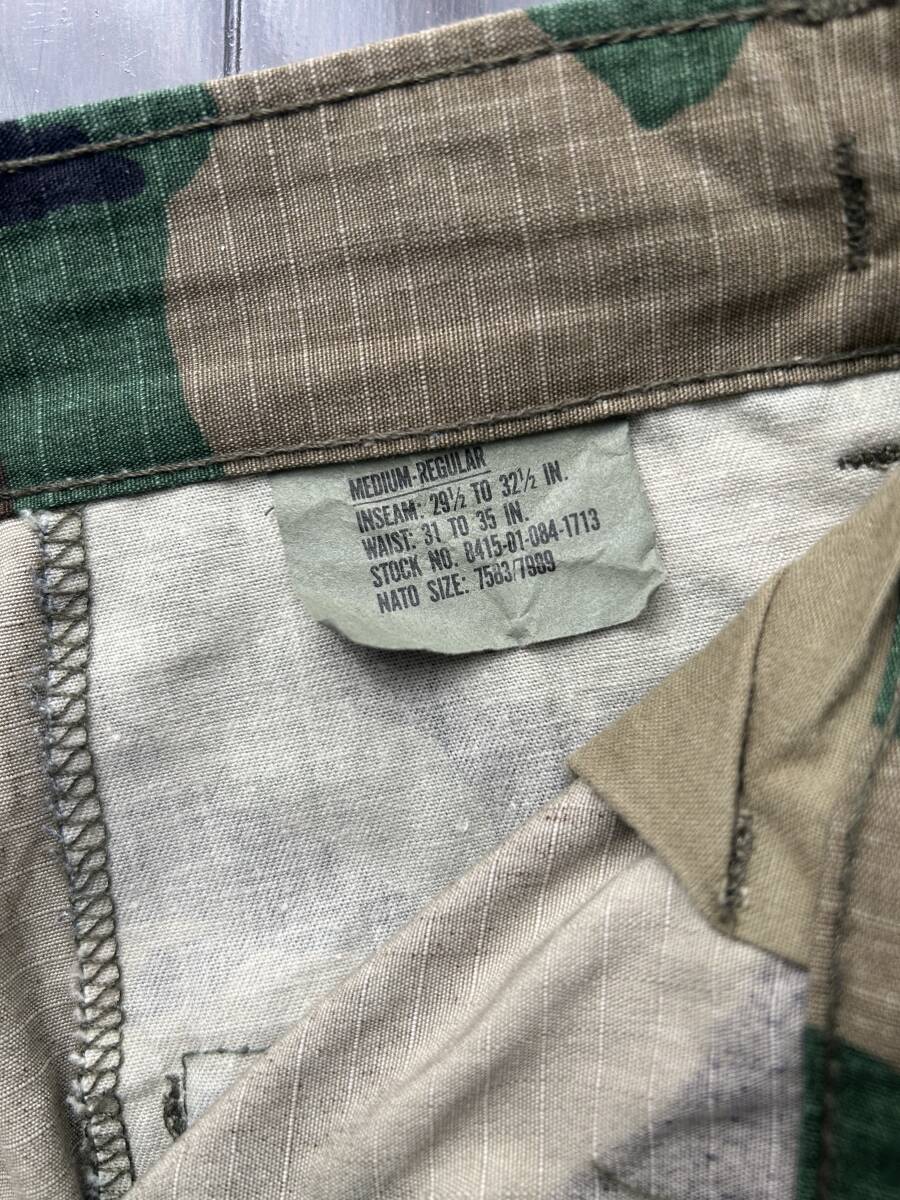 MEDIUM-REGULAR
INSEAM: 29½ TO 32½ IN.
WAIST: 31 TO 35 IN.
STOCK NO. 8415-01-084-1713
NATO SIZE: 7583/7989